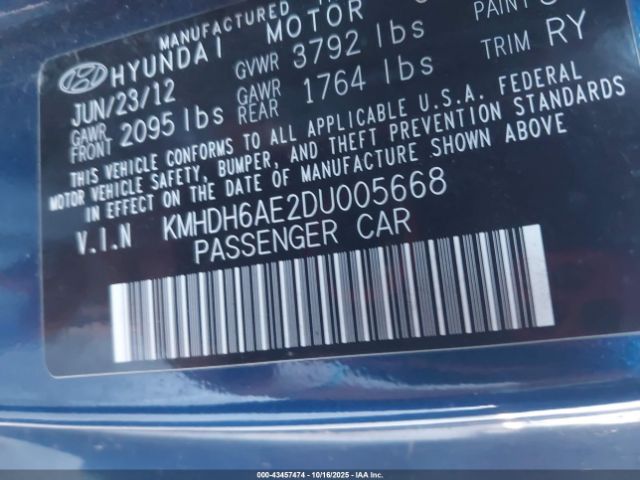 MANUFACTURED
HYUNDAI MOTOR
PAINT
JUN/23/12 GVWR 3792 lbs TRIM RY
GAWR FRONT 2095 lbs GAWR REAR 1764 lbs
THIS VEHICLE CONFORMS TO ALL APPLICABLE U.S.A. FEDERAL
MOTOR VEHICLE SAFETY, BUMPER, AND THEFT PREVENTION STANDARDS
IN EFFECT ON THE DATE OF MANUFACTURE SHOWN ABOVE
V.I.N KMHDH6AE2DU005668
PASSENGER CAR
000-43457474 - 10/16/2025 - IAAI.COM